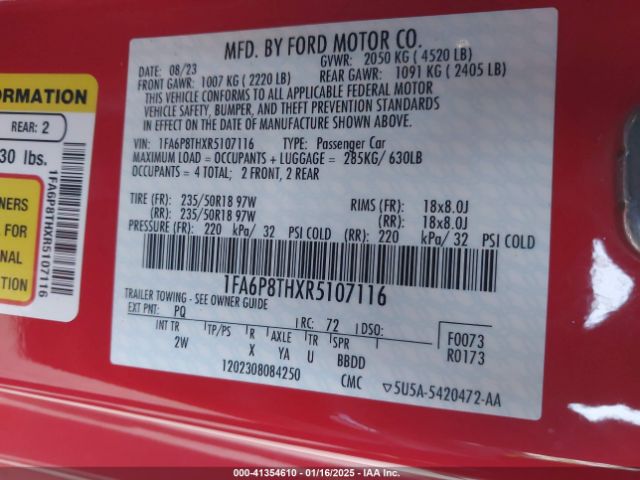 MFD. BY FORD MOTOR CO.
DATE: 08/23
GVWR: 2050 KG ( 4520 LB)
FRONT GAWR: 1007 KG ( 2220 LB)
REAR GAWR: 1091 KG ( 2405 LB)
THIS VEHICLE CONFORMS TO ALL APPLICABLE FEDERAL MOTOR
VEHICLE SAFETY, BUMPER, AND THEFT PREVENTION STANDARDS
IN EFFECT ON THE DATE OF MANUFACTURE SHOWN ABOVE.
VIN: 1FA6P8THXR5107116 TYPE: Passenger Car
MAXIMUM LOAD = OCCUPANTS + LUGGAGE = 285KG/ 630LB
OCCUPANTS = 4 TOTAL; 2 FRONT, 2 REAR
TIRE (FR): 235/50R18 97W RIMS (FR): 18x8.0J
(RR): 235/50R18 97W (RR): 18x8.0J
PRESSURE (FR): 220 kPa/ 32 PSI COLD (RR): 220 kPa/ 32 PSI COLD
1FA6P8THXR5107116
TRAILER TOWING - SEE OWNER GUIDE
EXT PNT: PQ RC: 72 DSO:
F0073
R0173
INT TR TP/PS R AXLE TR SPR
2W X YA U BBDD
1202308084250 CMC ▽5U5A-5420472-AA
ORMATION
REAR: 2
30 lbs.
NERS
FOR
NAL
TION
1FA6P8THXR5107116
000-41354610 - 01/16/2025 - IAA Inc.